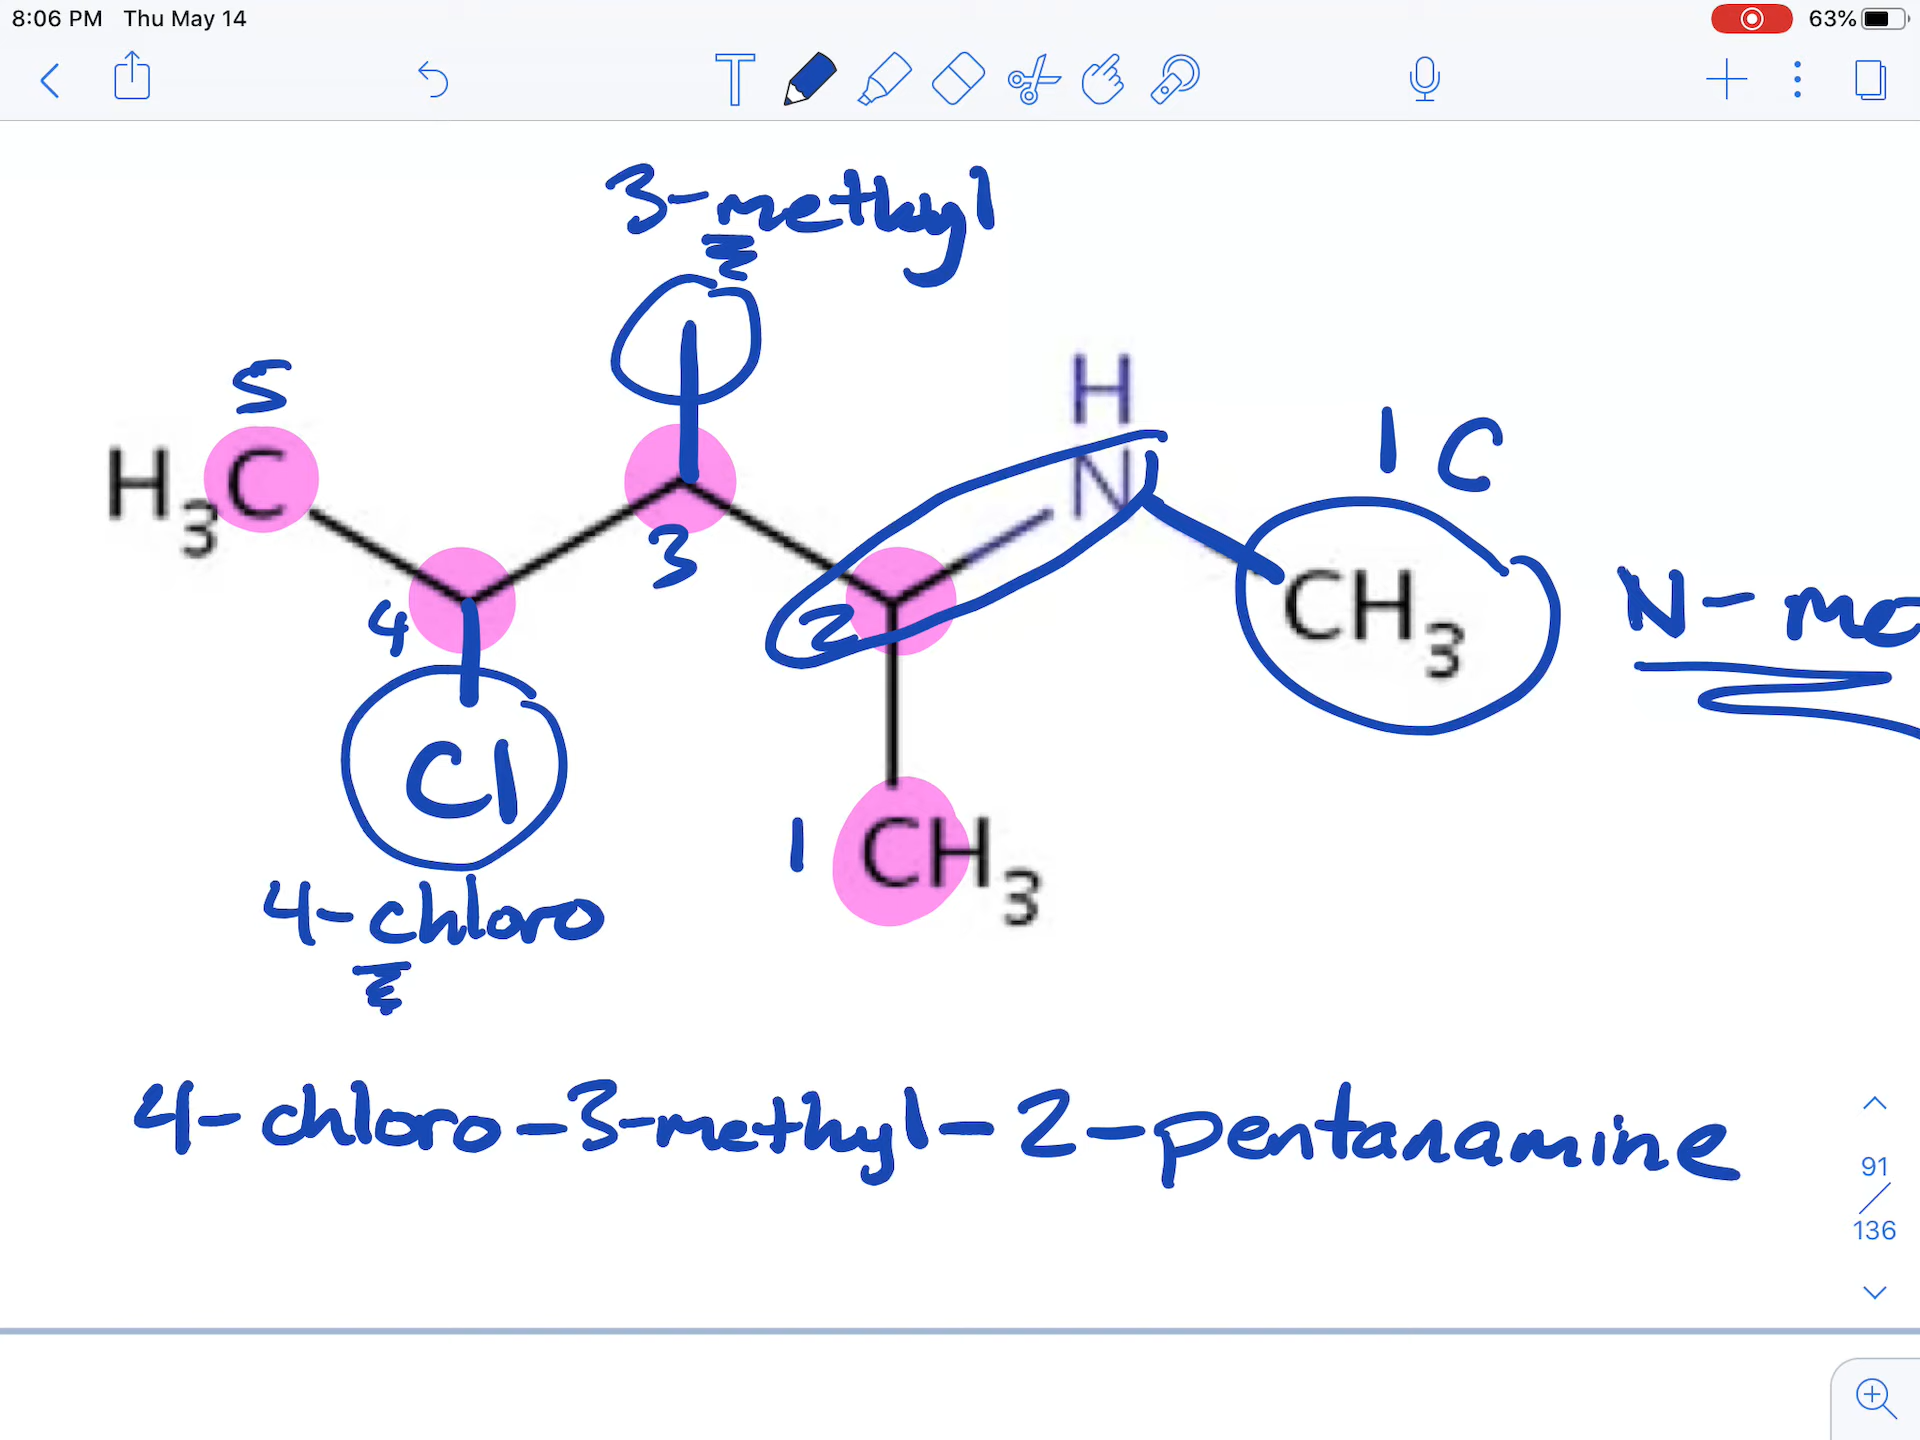 8:06 PM Thu May 14
63%
T
3-methyl
5
H
H₃C
N
1 C
3
4
2
CH₃
N-me
Cl
1
CH₃
4-chloro
4-chloro-3-methyl-2-pentanamine
91
/
136